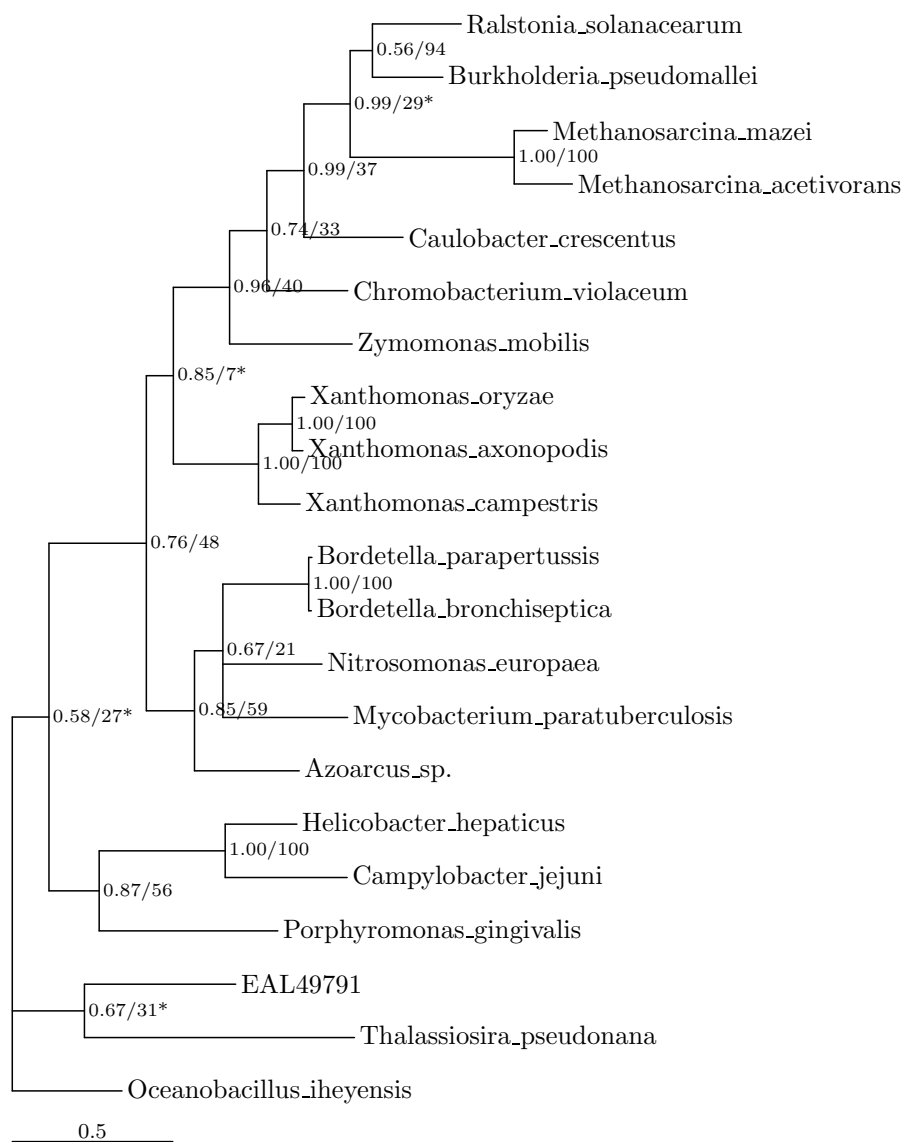 Ralstonia_solanacearum
0.56/94
Burkholderia_pseudomallei
0.99/29*
Methanosarcina_mazei
1.00/100
0.99/37
Methanosarcina_acetivorans
0.74/33
Caulobacter_crescentus
0.96/40
Chromobacterium_violaceum
Zymomonas_mobilis
0.85/7*
Xanthomonas_oryzae
1.00/100
Xanthomonas_axonopodis
1.00/100
Xanthomonas_campestris
0.76/48
Bordetella_parapertussis
1.00/100
Bordetella_bronchiseptica
0.67/21
Nitrosomonas_europaea
0.58/27*
0.85/59
Mycobacterium_paratuberculosis
Azoarcus_sp.
Helicobacter_hepaticus
1.00/100
Campylobacter_jejuni
0.87/56
Porphyromonas_gingivalis
EAL49791
0.67/31*
Thalassiosira_pseudonana
Oceanobacillus_iheyensis
0.5